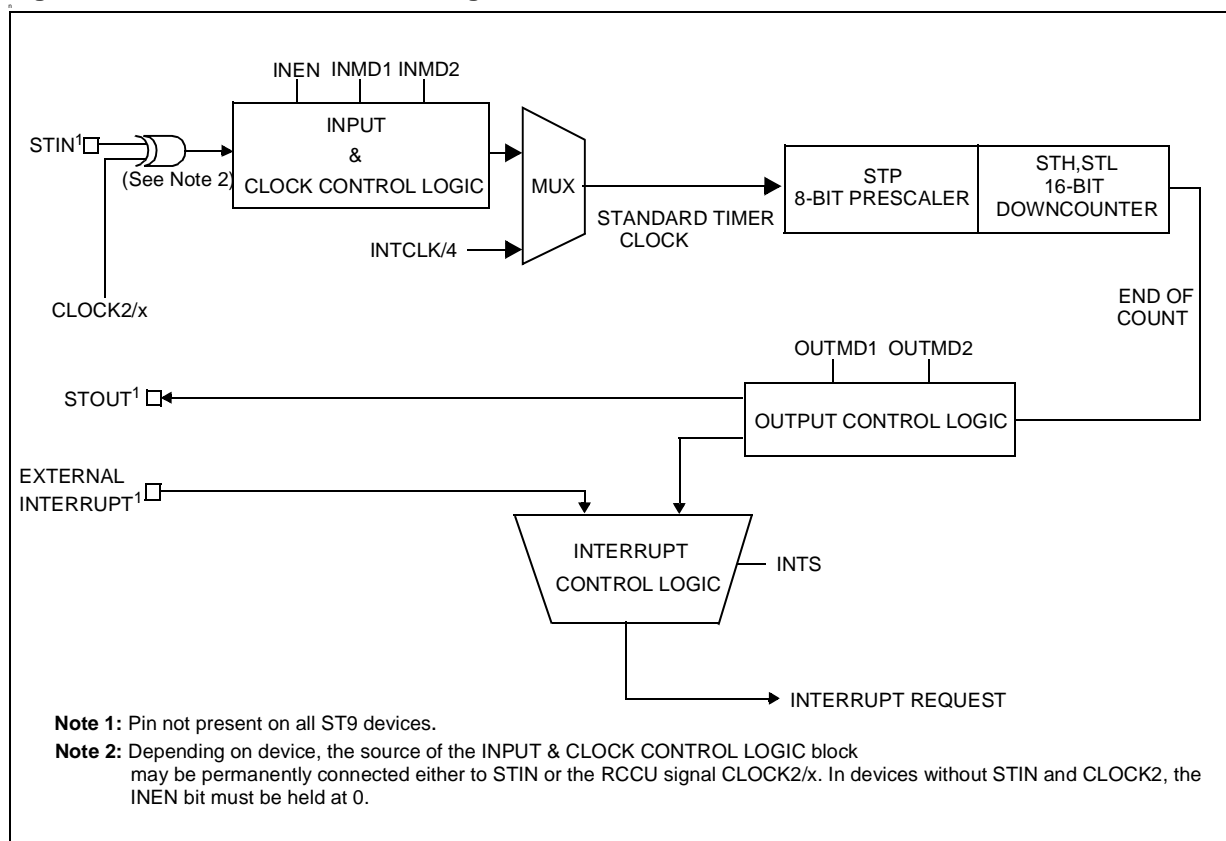 INEN INMD1 INMD2
STIN¹
(See Note 2)
INPUT
&
CLOCK CONTROL LOGIC
MUX
STP
8-BIT PRESCALER
STH,STL
16-BIT
DOWNCOUNTER
STANDARD TIMER
CLOCK
INTCLK/4
CLOCK2/x
END OF
COUNT
OUTMD1 OUTMD2
STOUT¹
OUTPUT CONTROL LOGIC
EXTERNAL
INTERRUPT¹
INTERRUPT
CONTROL LOGIC
INTS
INTERRUPT REQUEST
Note 1: Pin not present on all ST9 devices.
Note 2: Depending on device, the source of the INPUT & CLOCK CONTROL LOGIC block
may be permanently connected either to STIN or the RCCU signal CLOCK2/x. In devices without STIN and CLOCK2, the
INEN bit must be held at 0.